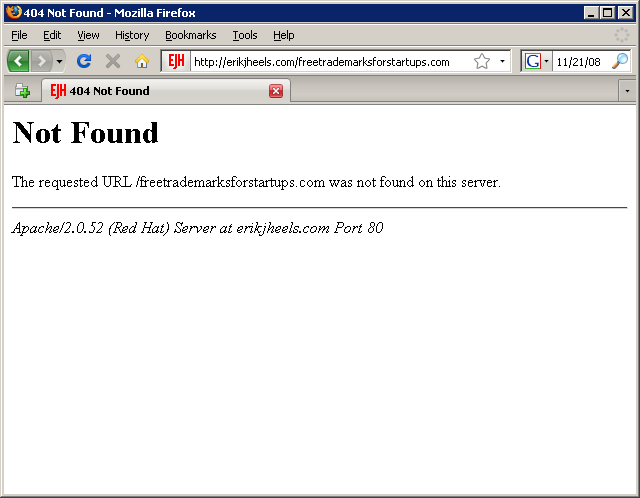 404 Not Found - Mozilla Firefox
File Edit View History Bookmarks Tools Help
EJH http://erikjheels.com/freetrademarksforstartups.com G 11/21/08
EJH 404 Not Found
Not Found
The requested URL /freetrademarksforstartups.com was not found on this server.
Apache/2.0.52 (Red Hat) Server at erikjheels.com Port 80